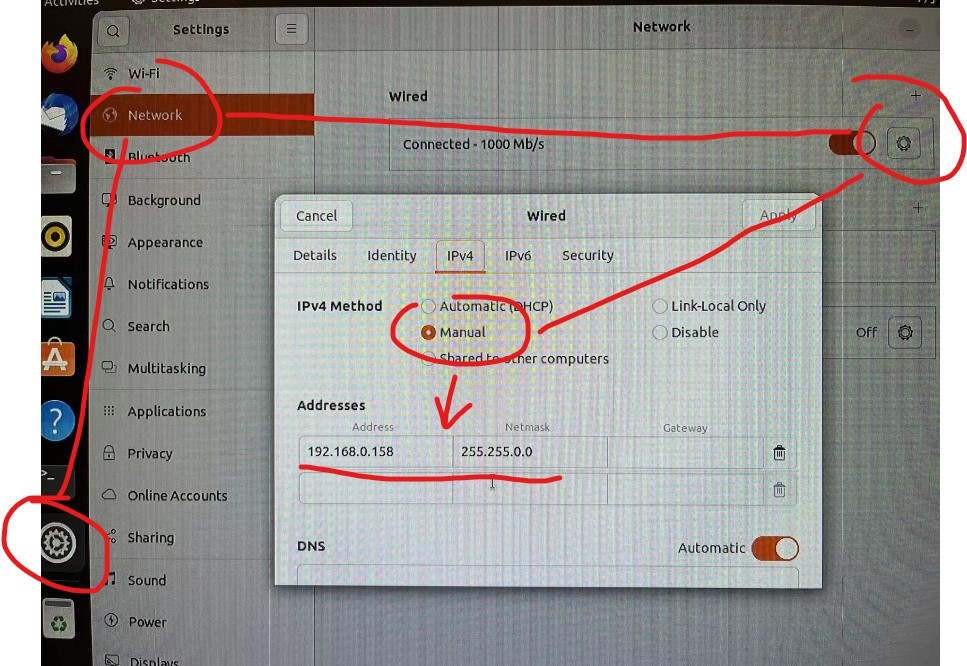 Activities
Settings
Settings
Network
Wi-Fi
Network
Bluetooth
Background
Appearance
Notifications
Search
Multitasking
Applications
Privacy
Online Accounts
Sharing
Sound
Power
Displays
Wired
Connected - 1000 Mb/s
Off
Cancel
Wired
Apply
Details Identity IPv4 IPv6 Security
IPv4 Method
Automatic (DHCP)
Link-Local Only
Manual
Disable
Shared to other computers
Addresses
Address Netmask Gateway
192.168.0.158 255.255.0.0
DNS
Automatic